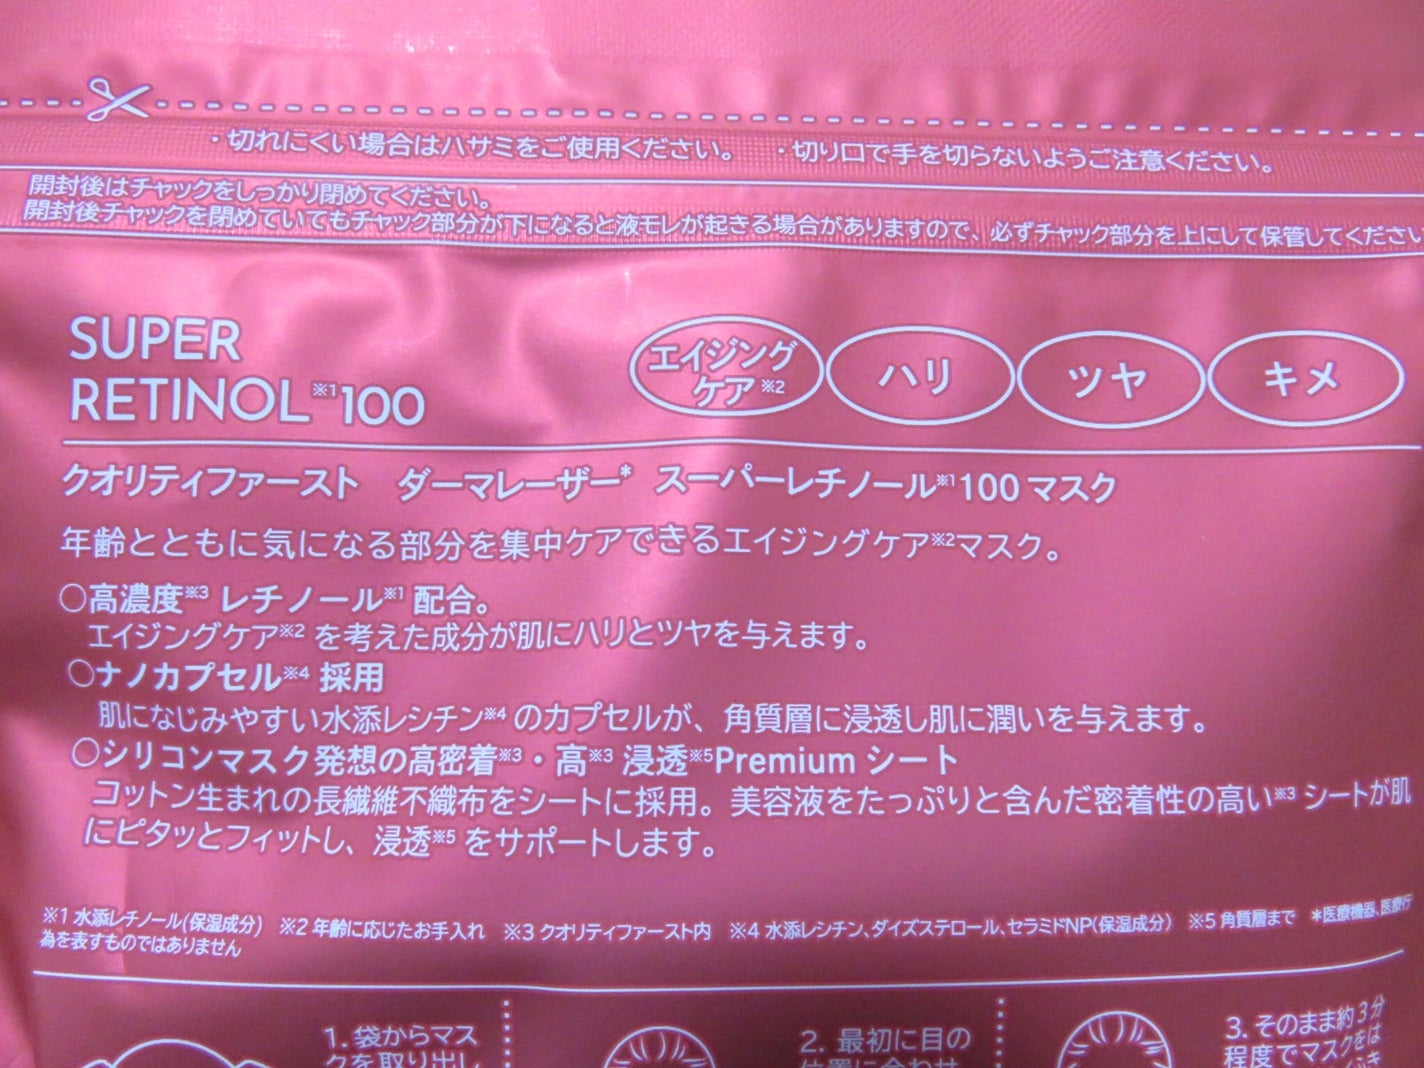 ・切れにくい場合はハサミをご使用ください。 ・切り口で手を切らないようご注意ください。
開封後はチャックをしっかり閉めてください。
開封後チャックを閉めていてもチャック部分が下になると液モレが起きる場合がありますので、必ずチャック部分を上にして保管してください
SUPER
RETINOL※1 100
エイジング
ケア※2
ハリ
ツヤ
キメ
クオリティファースト ダーマレーザー* スーパーレチノール※1 100 マスク
年齢とともに気になる部分を集中ケアできるエイジングケア※2マスク。
○高濃度※3 レチノール※1 配合。
エイジングケア※2 を考えた成分が肌にハリとツヤを与えます。
○ナノカプセル※4 採用
肌になじみやすい水添レシチン※4 のカプセルが、角質層に浸透し肌に潤いを与えます。
○シリコンマスク発想の高密着※3・高※3 浸透※5Premium シート
コットン生まれの長繊維不織布をシートに採用。美容液をたっぷりと含んだ密着性の高い※3 シートが肌
にピタッとフィットし、浸透※5 をサポートします。
※1 水添レチノール(保湿成分) ※2 年齢に応じたお手入れ ※3 クオリティファースト内 ※4 水添レシチン、ダイズステロール、セラミドNP(保湿成分) ※5 角質層まで *医療機器、医療行
為を表すものではありません
1. 袋からマス
クを取り出し
2. 最初に目の
位置に合わせ
3. そのまま約3分
程度でマスクをは